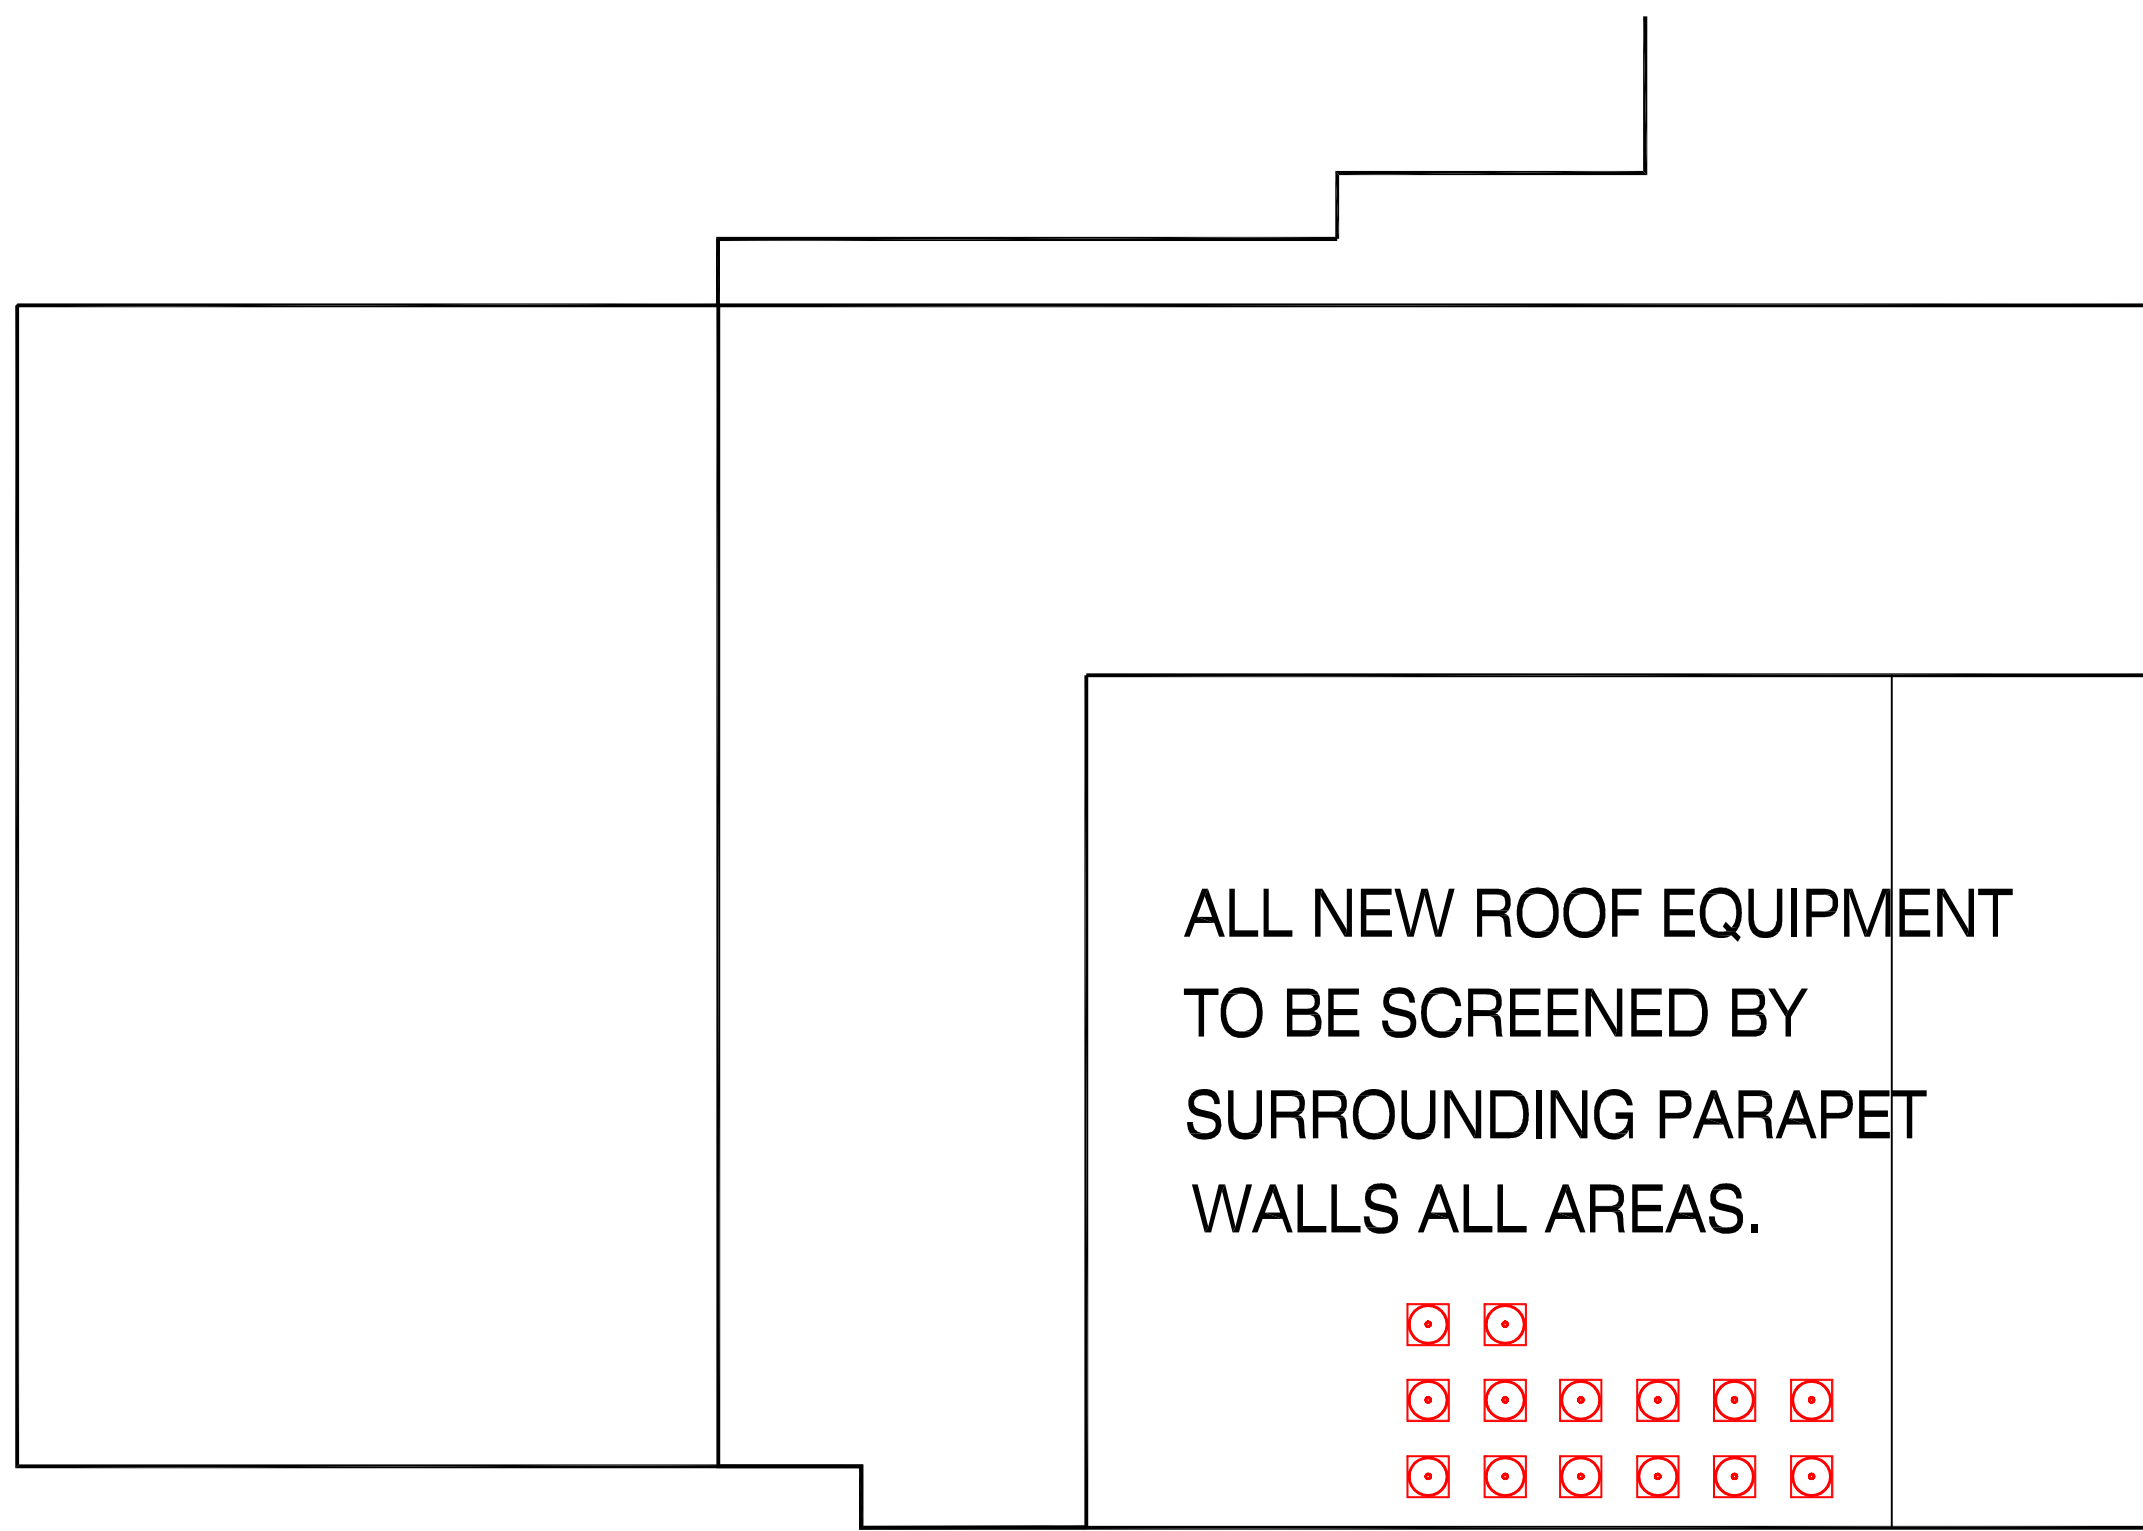 ALL NEW ROOF EQUIPMENT
TO BE SCREENED BY
SURROUNDING PARAPET
WALLS ALL AREAS.